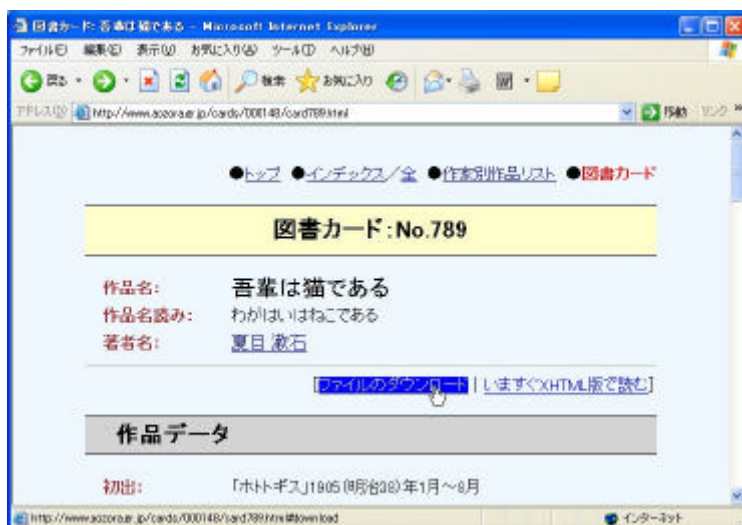 図書カード: 吾輩は猫である - Microsoft Internet Explorer
ファイル(F) 編集(E) 表示(V) お気に入り(A) ツール(T) ヘルプ(H)
戻る 検索 お気に入り
アドレス(D) http://www.aozora.gr.jp/cards/000148/card789.html 移動 リンク »
●トップ ●インデックス/全 ●作家別作品リスト ●図書カード
図書カード:No.789
作品名: 吾輩は猫である
作品名読み: わがはいはねこである
著者名: 夏目 漱石
[ファイルのダウンロード | いますぐXHTML版で読む]
作品データ
初出: 「ホトトギス」1905(明治38)年1月~8月
http://www.aozora.gr.jp/cards/000148/card789.html#download インターネット